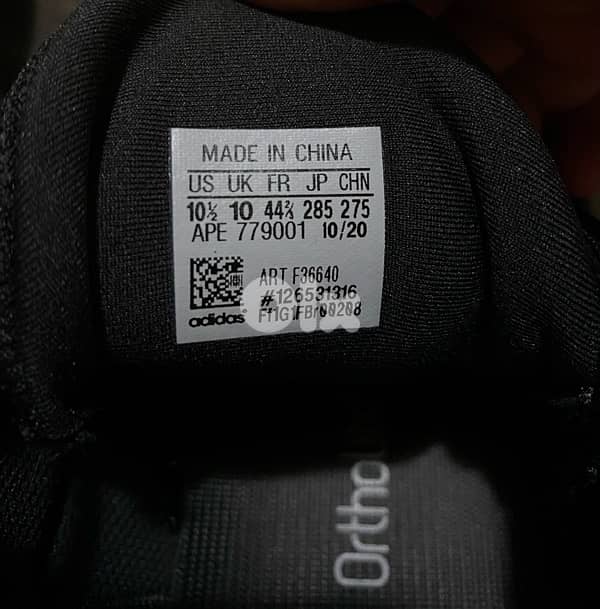 MADE IN CHINA
US UK FR JP CHN
10½ 10 44⅔ 285 275
APE 779001 10/20
ART F36640
#126531316
adidas
Ortho